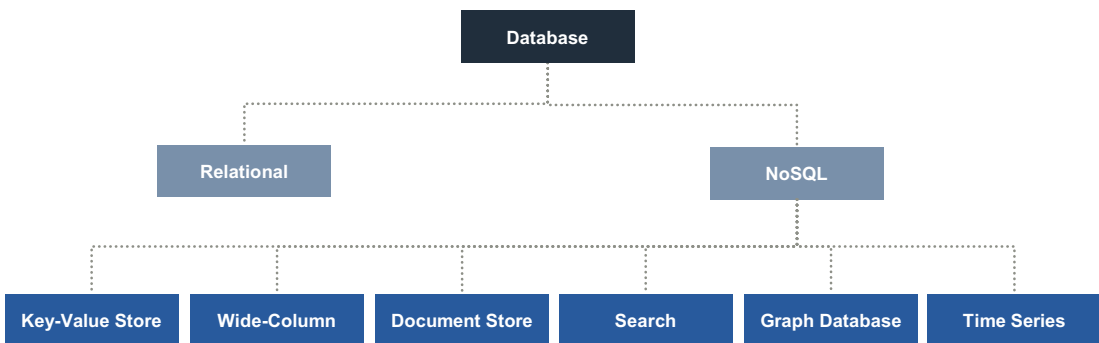 Database
Relational
NoSQL
Key-Value Store
Wide-Column
Document Store
Search
Graph Database
Time Series